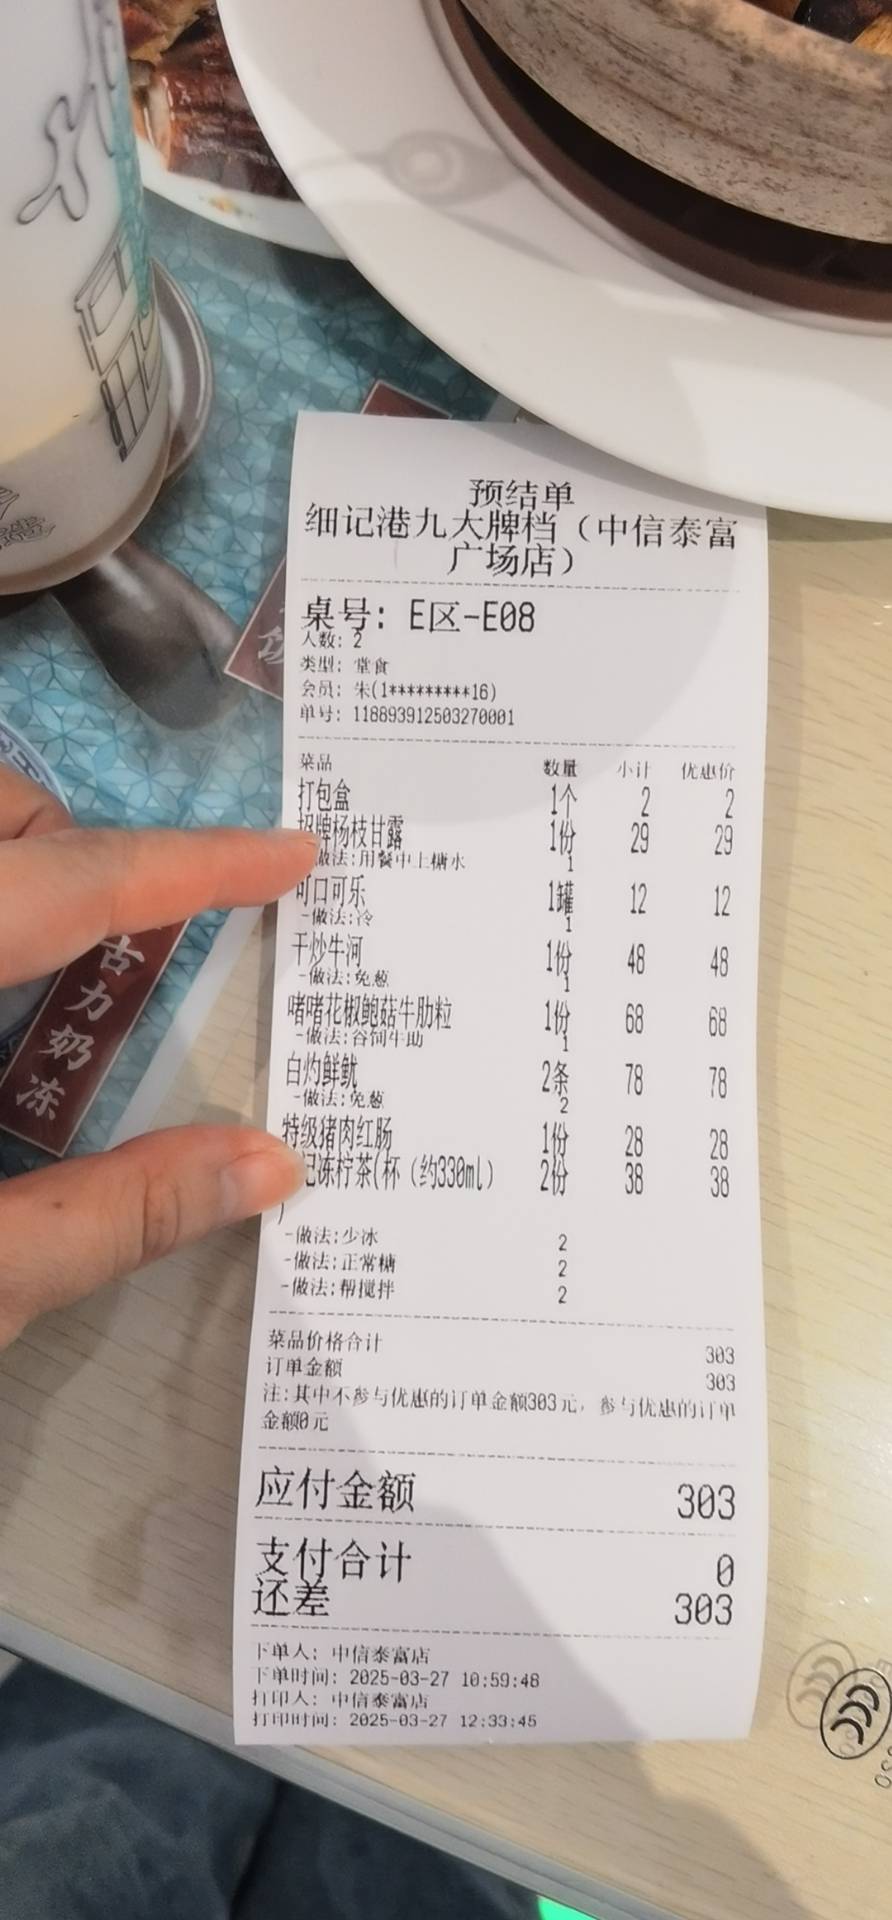 预结单
细记港九大牌档（中信泰富
广场店）
桌号: E区-E08
人数: 2
类型: 堂食
会员: 朱(1*********16)
单号: 118893912503270001
菜品 数量 小计 优惠价
打包盒 1个 2 2
招牌杨枝甘露 1份 29 29
做法:用餐中上糖水 1
可口可乐 1罐 12 12
-做法:冷 1
干炒牛河 1份 48 48
-做法:免葱 1
啫啫花椒鲍菇牛肋粒 1份 68 68
-做法:谷饲牛肋 1
白灼鲜鱿 2条 78 78
-做法:免葱 2
特级猪肉红肠 1份 28 28
记冻柠茶(杯（约330ml） 2份 38 38
)
-做法:少冰 2
-做法:正常糖 2
-做法:帮搅拌 2
菜品价格合计 303
订单金额 303
注:其中不参与优惠的订单金额303元，参与优惠的订单
金额0元
应付金额 303
支付合计 0
还差 303
下单人: 中信泰富店
下单时间: 2025-03-27 10:59:48
打印人: 中信泰富店
打印时间: 2025-03-27 12:33:45
古力奶冻